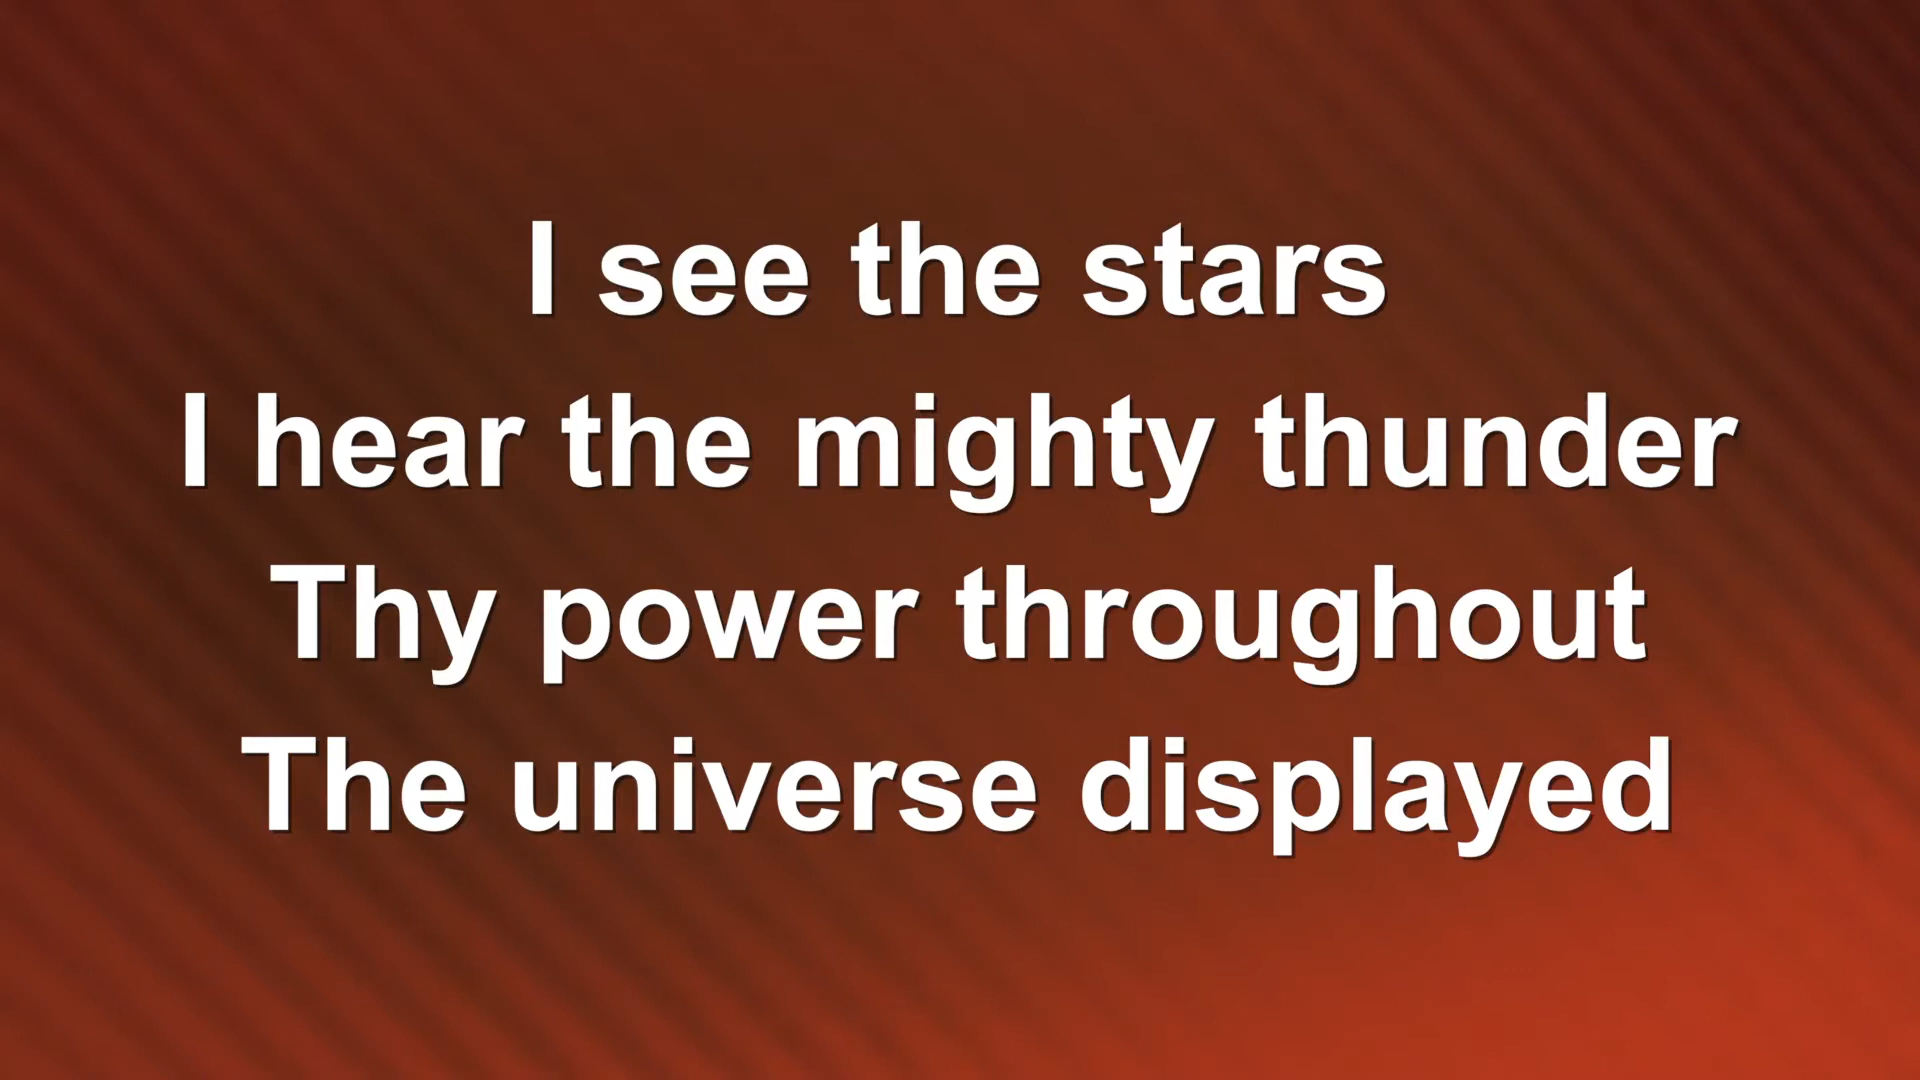 I see the stars
I hear the mighty thunder
Thy power throughout
The universe displayed